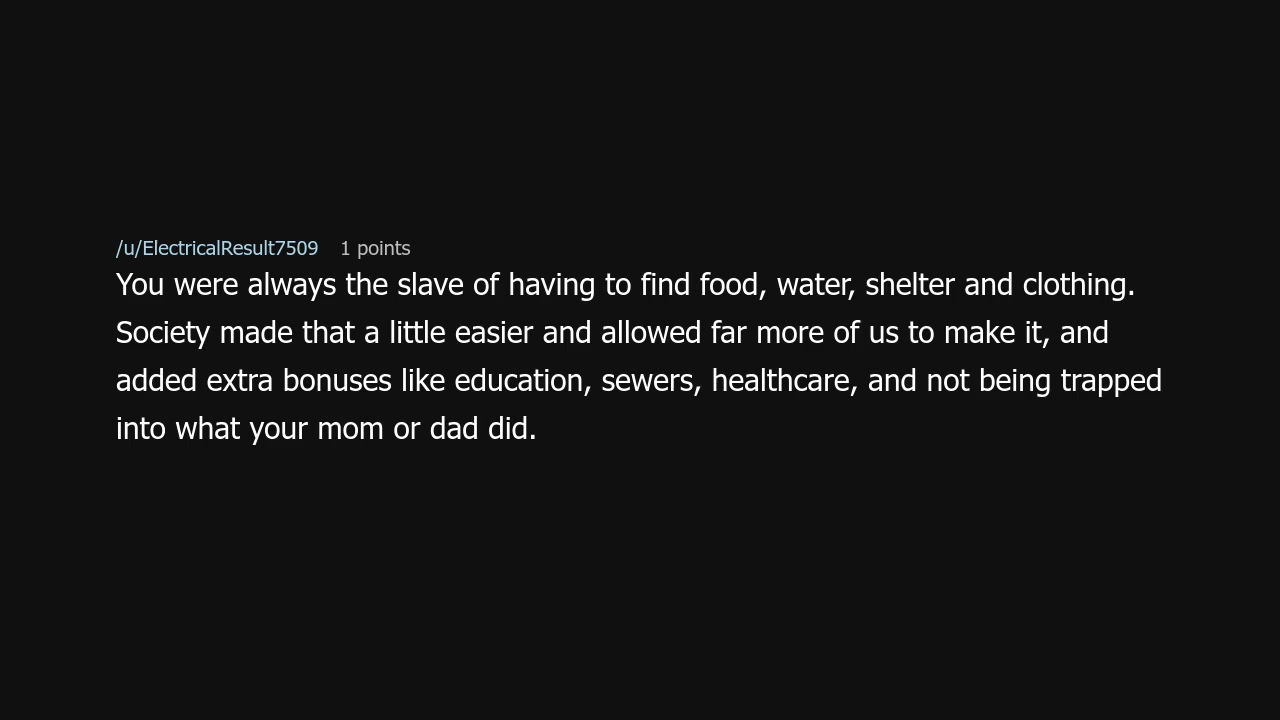 /u/ElectricalResult7509 1 points
You were always the slave of having to find food, water, shelter and clothing.
Society made that a little easier and allowed far more of us to make it, and
added extra bonuses like education, sewers, healthcare, and not being trapped
into what your mom or dad did.